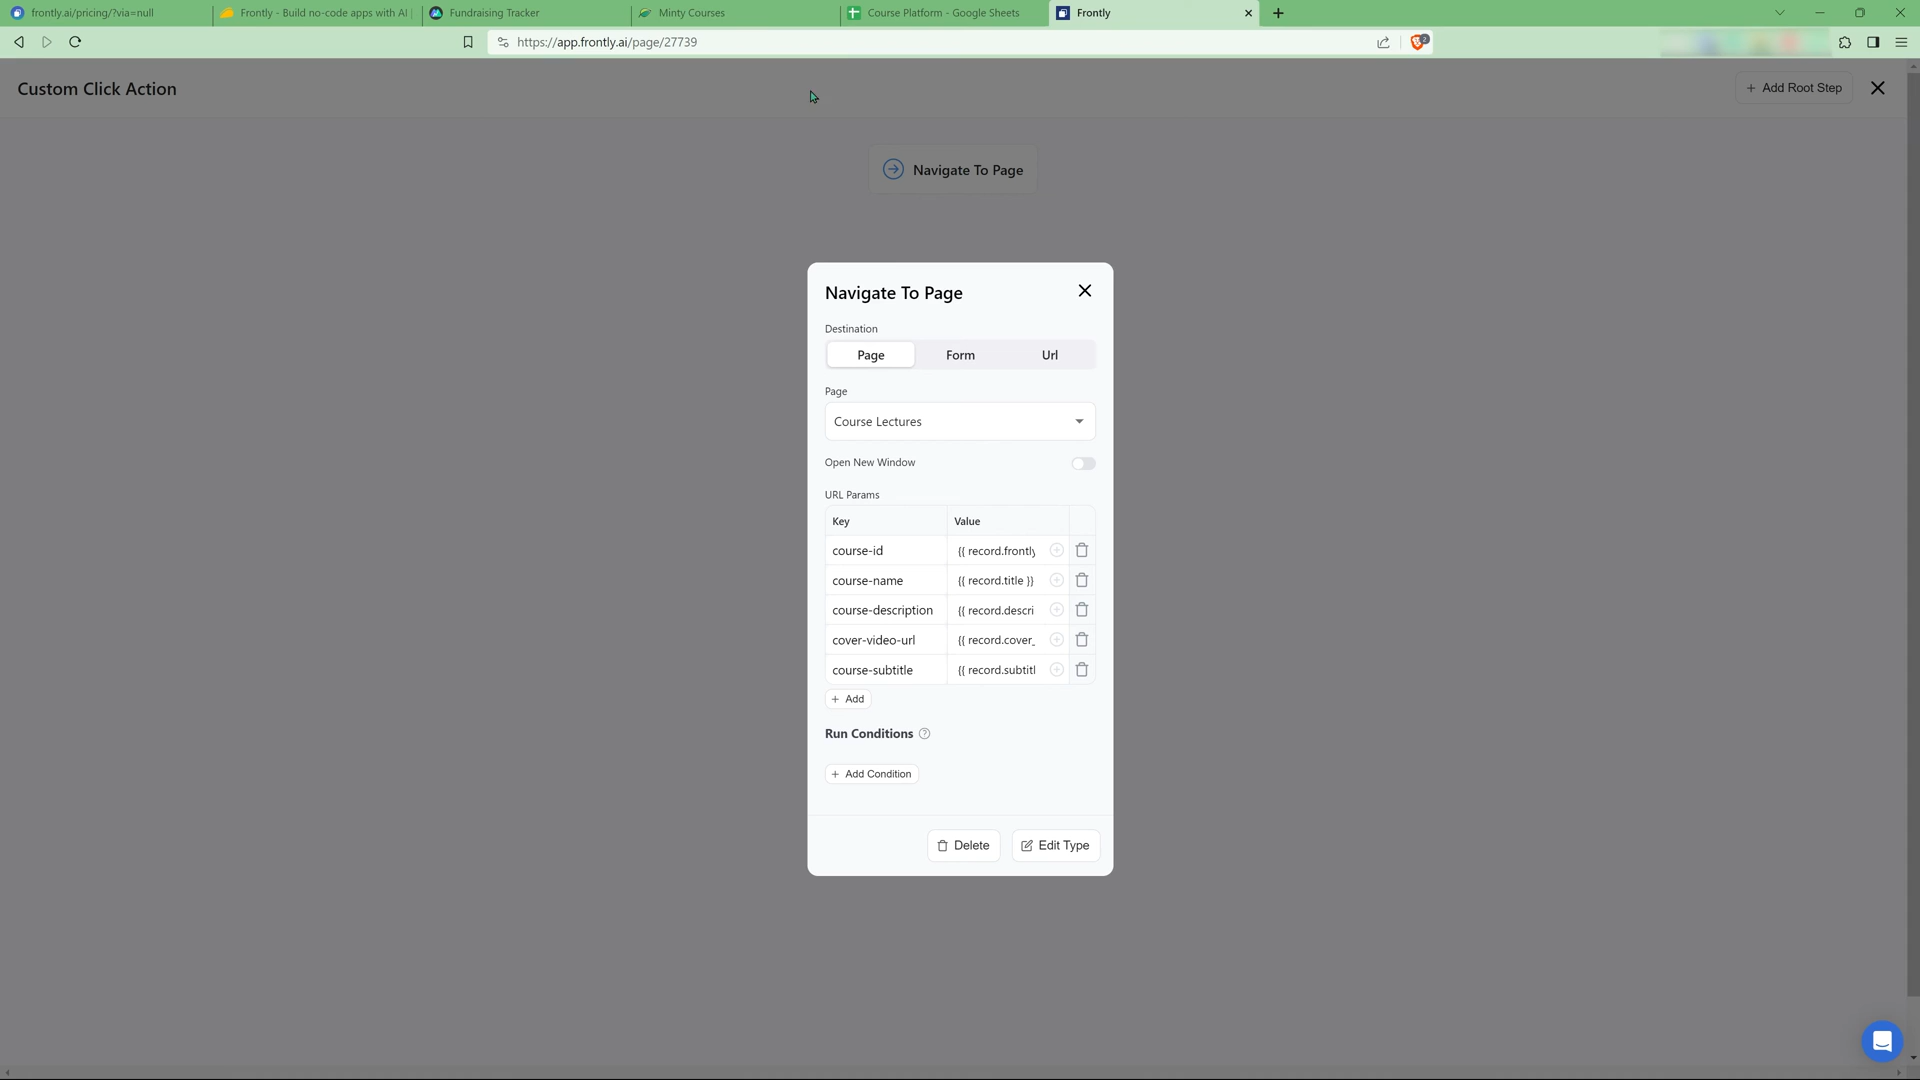 frontly.ai/pricing/?via=null
Frontly - Build no-code apps with AI
Fundraising Tracker
Minty Courses
Course Platform - Google Sheets
Frontly
https://app.frontly.ai/page/27739
2
Custom Click Action
+ Add Root Step
Navigate To Page
Navigate To Page
Destination
Page Form Url
Page
Course Lectures
Open New Window
URL Params
Key Value
course-id {{ record.frontly
course-name {{ record.title }}
course-description {{ record.descri
cover-video-url {{ record.cover_
course-subtitle {{ record.subtitl
+ Add
Run Conditions ?
+ Add Condition
Delete Edit Type